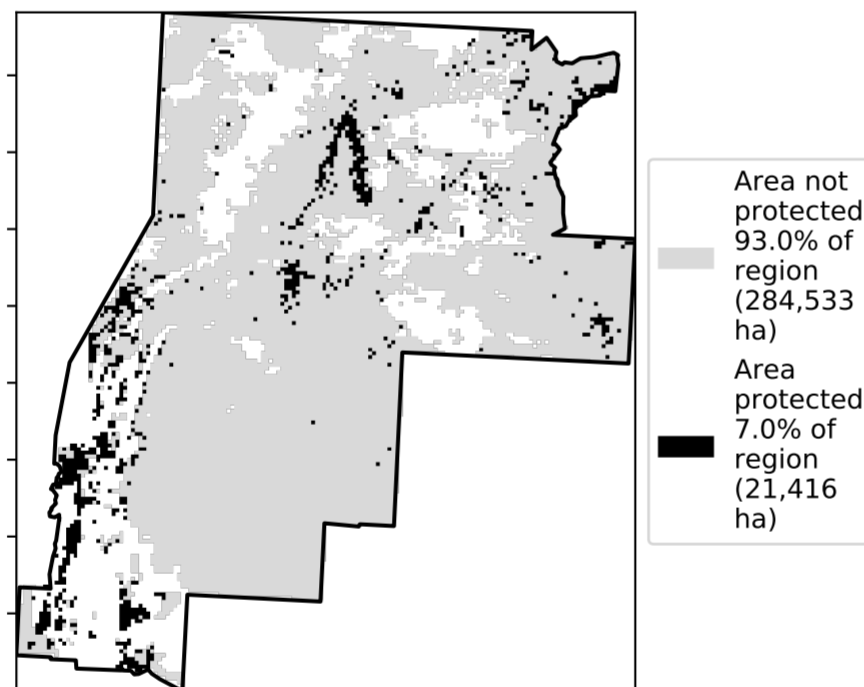 Area not
protected
93.0% of
region
(284,533
ha)
Area
protected
7.0% of
region
(21,416
ha)